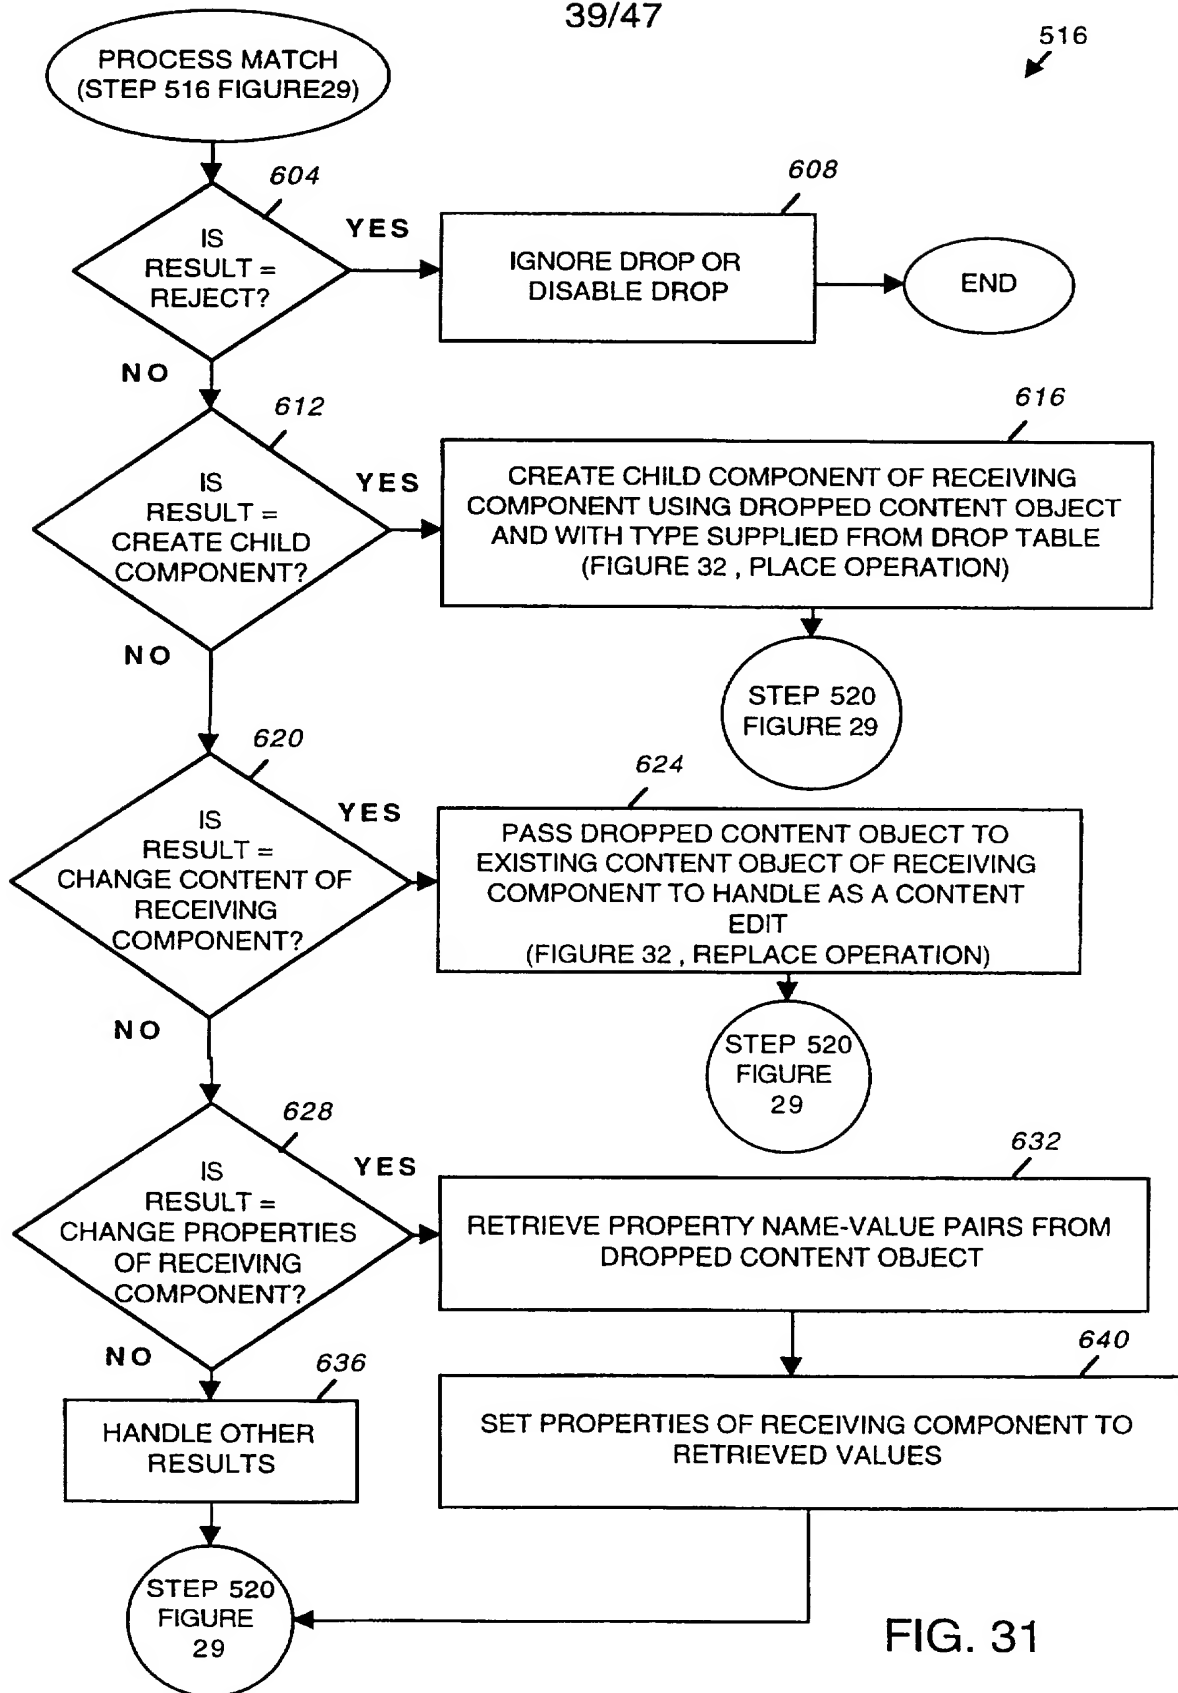 39/47
516
PROCESS MATCH
(STEP 516 FIGURE29)
604
IS
RESULT =
REJECT?
YES
608
IGNORE DROP OR
DISABLE DROP
END
NO
612
IS
RESULT =
CREATE CHILD
COMPONENT?
YES
616
CREATE CHILD COMPONENT OF RECEIVING
COMPONENT USING DROPPED CONTENT OBJECT
AND WITH TYPE SUPPLIED FROM DROP TABLE
(FIGURE 32 , PLACE OPERATION)
STEP 520
FIGURE 29
NO
620
IS
RESULT =
CHANGE CONTENT OF
RECEIVING
COMPONENT?
YES
624
PASS DROPPED CONTENT OBJECT TO
EXISTING CONTENT OBJECT OF RECEIVING
COMPONENT TO HANDLE AS A CONTENT
EDIT
(FIGURE 32 , REPLACE OPERATION)
STEP 520
FIGURE
29
NO
628
IS
RESULT =
CHANGE PROPERTIES
OF RECEIVING
COMPONENT?
YES
632
RETRIEVE PROPERTY NAME-VALUE PAIRS FROM
DROPPED CONTENT OBJECT
640
SET PROPERTIES OF RECEIVING COMPONENT TO
RETRIEVED VALUES
NO
636
HANDLE OTHER
RESULTS
STEP 520
FIGURE
29
FIG. 31